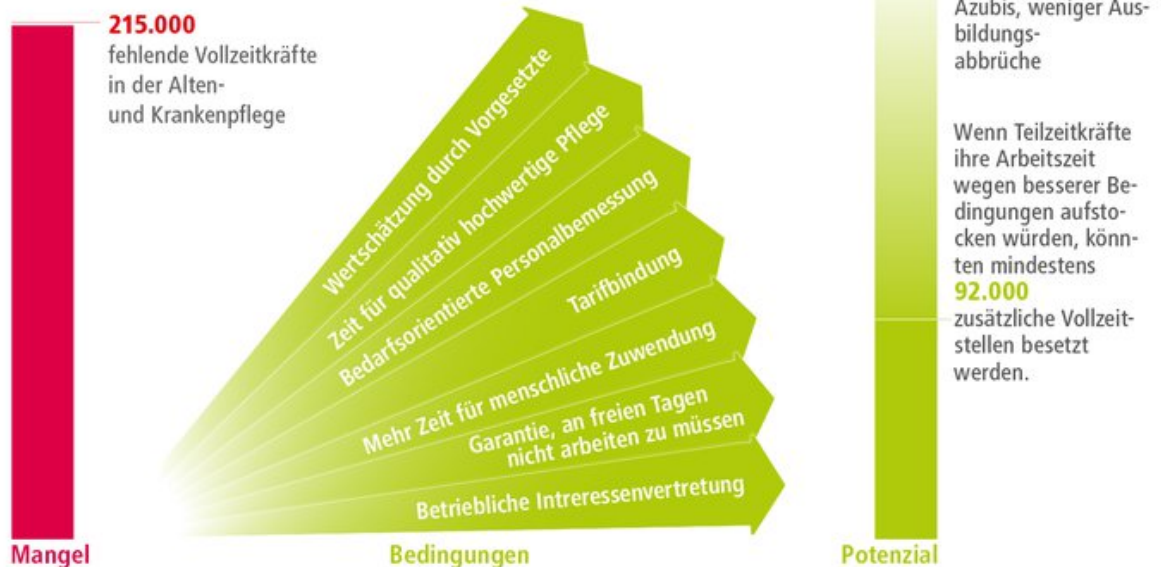 215.000
fehlende Vollzeitkräfte
in der Alten-
und Krankenpflege
Wertschätzung durch Vorgesetzte
Zeit für qualitativ hochwertige Pflege
Bedarfsorientierte Personalbemessung
Tarifbindung
Mehr Zeit für menschliche Zuwendung
Garantie, an freien Tagen
nicht arbeiten zu müssen
Betriebliche Intreressenvertretung
Azubis, weniger Aus-
bildungs-
abbrüche
Wenn Teilzeitkräfte
ihre Arbeitszeit
wegen besserer Be-
dingungen aufsto-
cken würden, könn-
ten mindestens
92.000
zusätzliche Vollzeit-
stellen besetzt
werden.
Mangel
Bedingungen
Potenzial